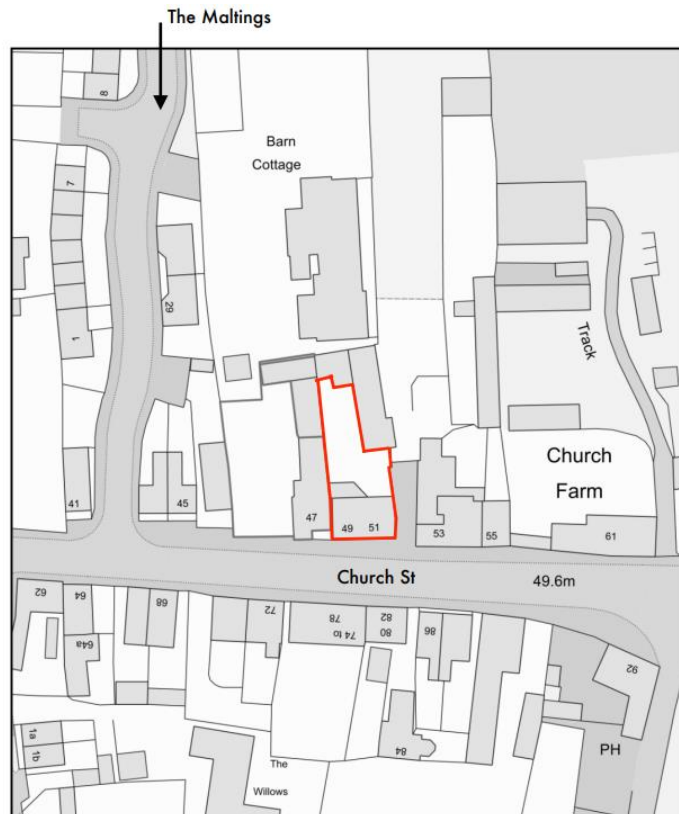 The Maltings
8
Barn
Cottage
7
29
1
Track
Church
Farm
41
45
47
49
51
53
55
61
Church St
49.6m
62
64
64a
68
72
78
74 to
82
80
86
84
92
PH
1a
1b
The
Willows